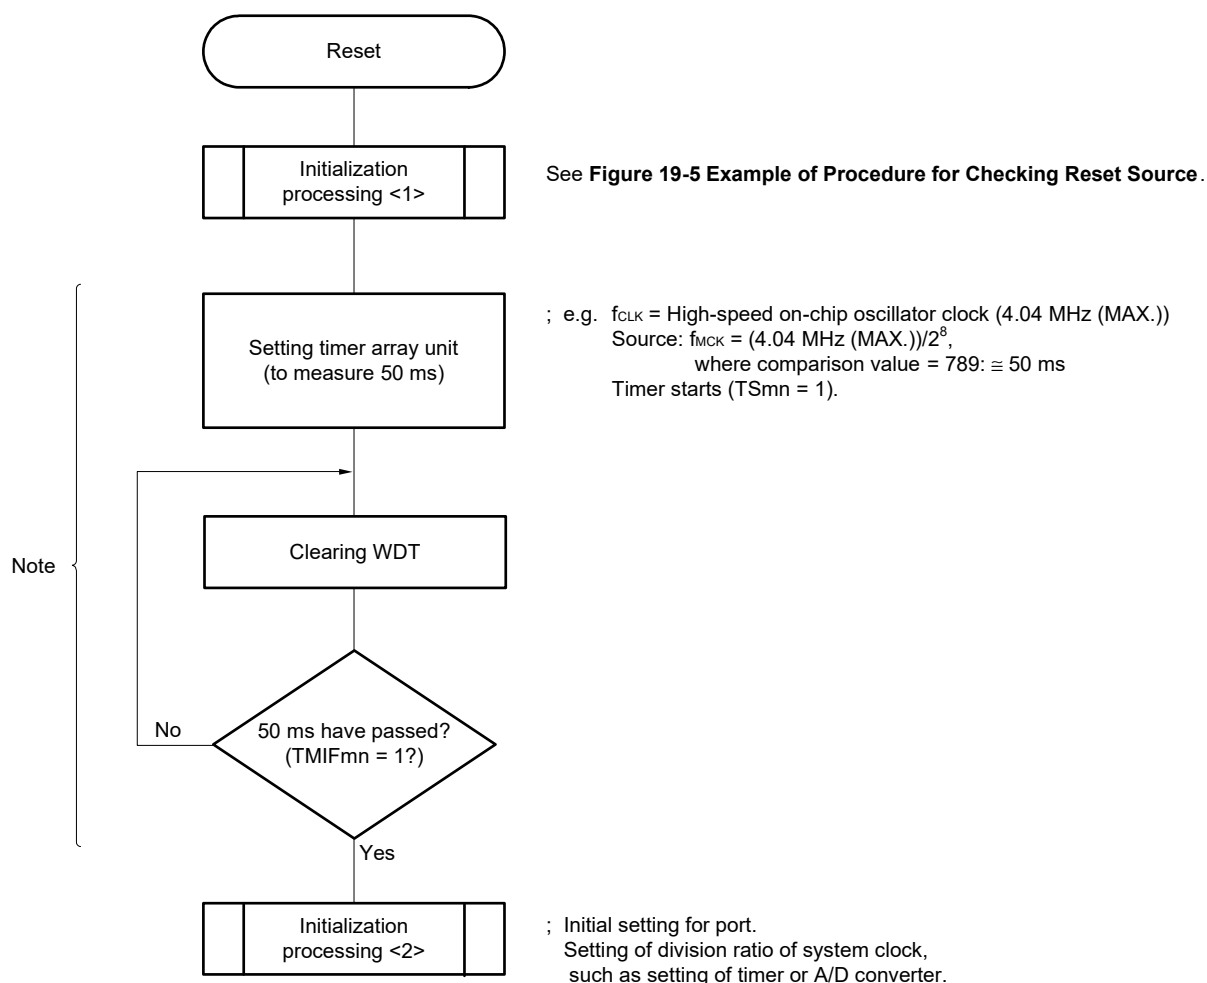 Reset
Initialization
processing <1>
See Figure 19-5 Example of Procedure for Checking Reset Source.
Setting timer array unit
(to measure 50 ms)
; e.g. fCLK = High-speed on-chip oscillator clock (4.04 MHz (MAX.))
Source: fMCK = (4.04 MHz (MAX.))/2⁸,
where comparison value = 789: ≅ 50 ms
Timer starts (TSmn = 1).
Note
Clearing WDT
No
50 ms have passed?
(TMIFmn = 1?)
Yes
Initialization
processing <2>
; Initial setting for port.
Setting of division ratio of system clock,
such as setting of timer or A/D converter.